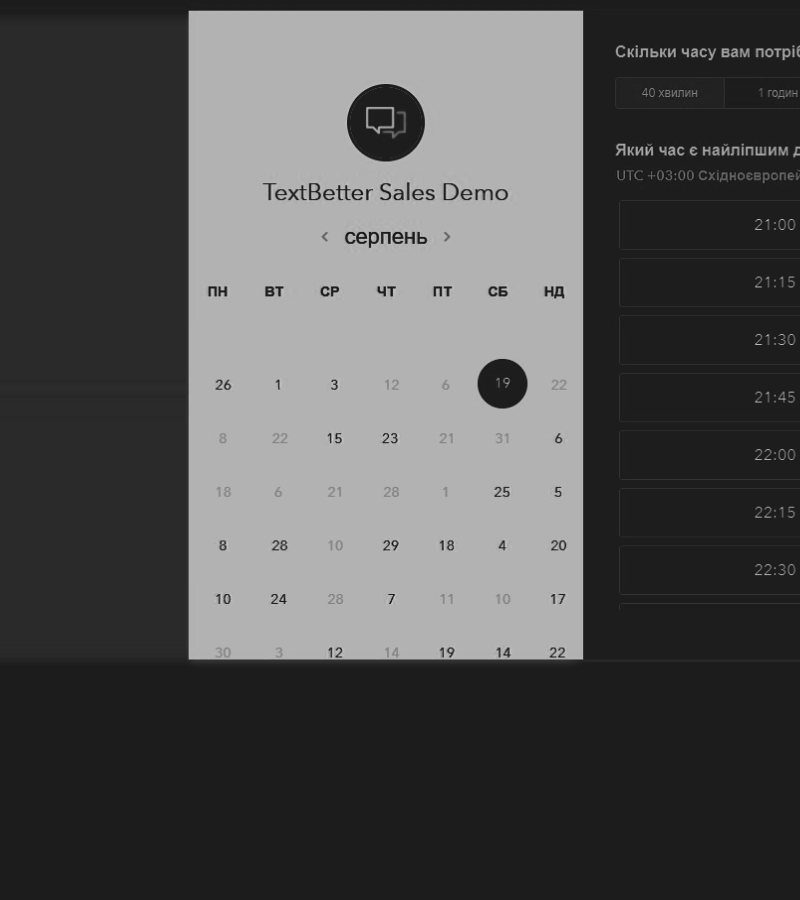 TextBetter Sales Demo
‹ серпень ›
ПН ВТ СР ЧТ ПТ СБ НД
26 1 3 12 6 19 22
8 22 15 23 21 31 6
18 6 21 28 1 25 5
8 28 10 29 18 4 20
10 24 28 7 11 10 17
30 3 12 14 19 14 22
Скільки часу вам потріб
40 хвилин 1 годин
Який час є найліпшим д
UTC +03:00 Східноєвропей
21:00
21:15
21:30
21:45
22:00
22:15
22:30